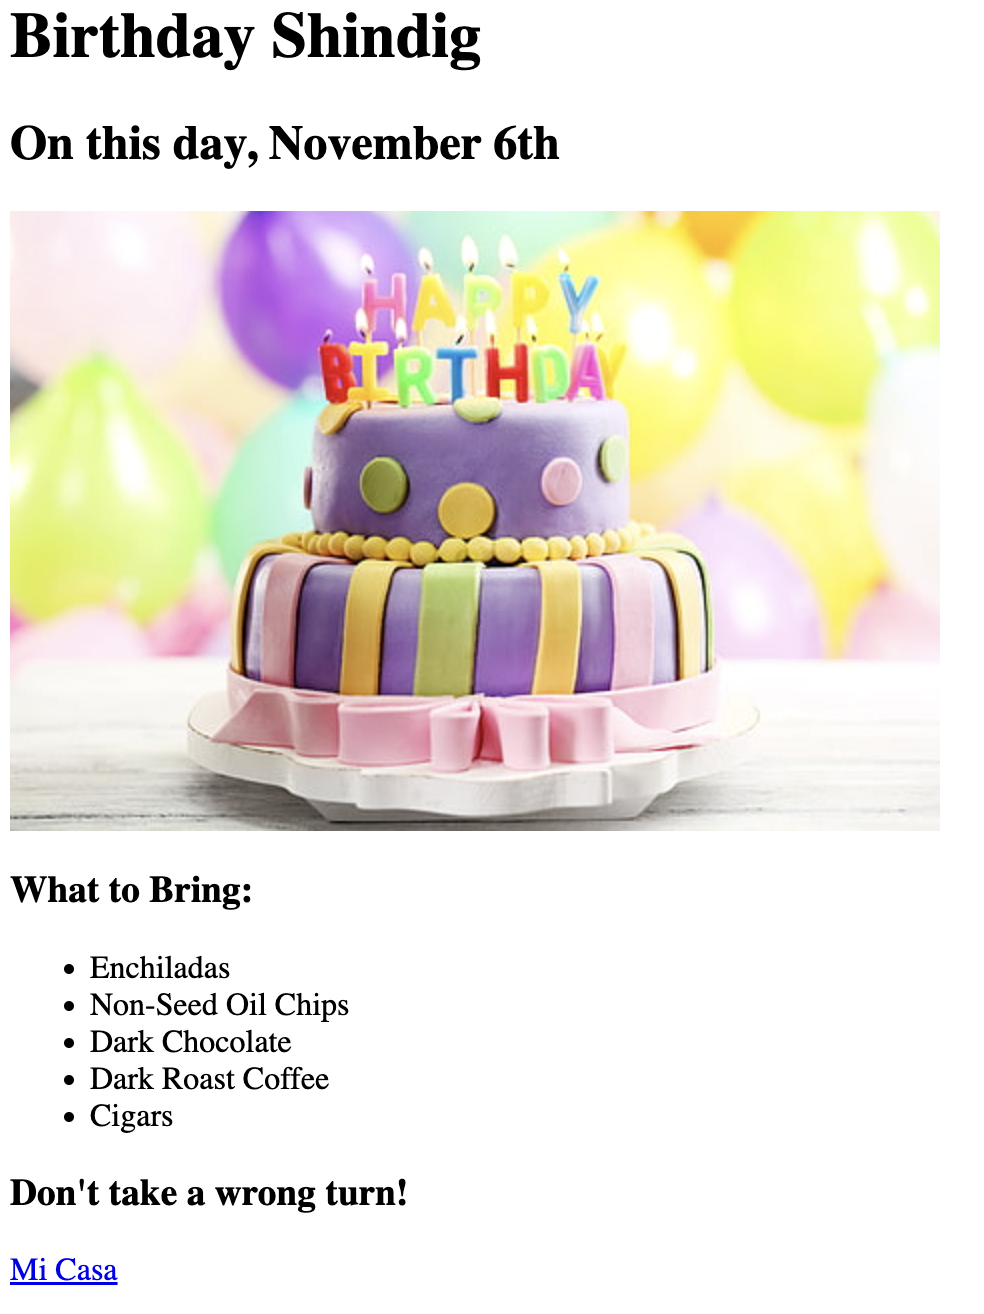 Birthday Shindig
On this day, November 6th
HAPPY
BIRTHDAY
What to Bring:
Enchiladas
Non-Seed Oil Chips
Dark Chocolate
Dark Roast Coffee
Cigars
Don't take a wrong turn!
Mi Casa